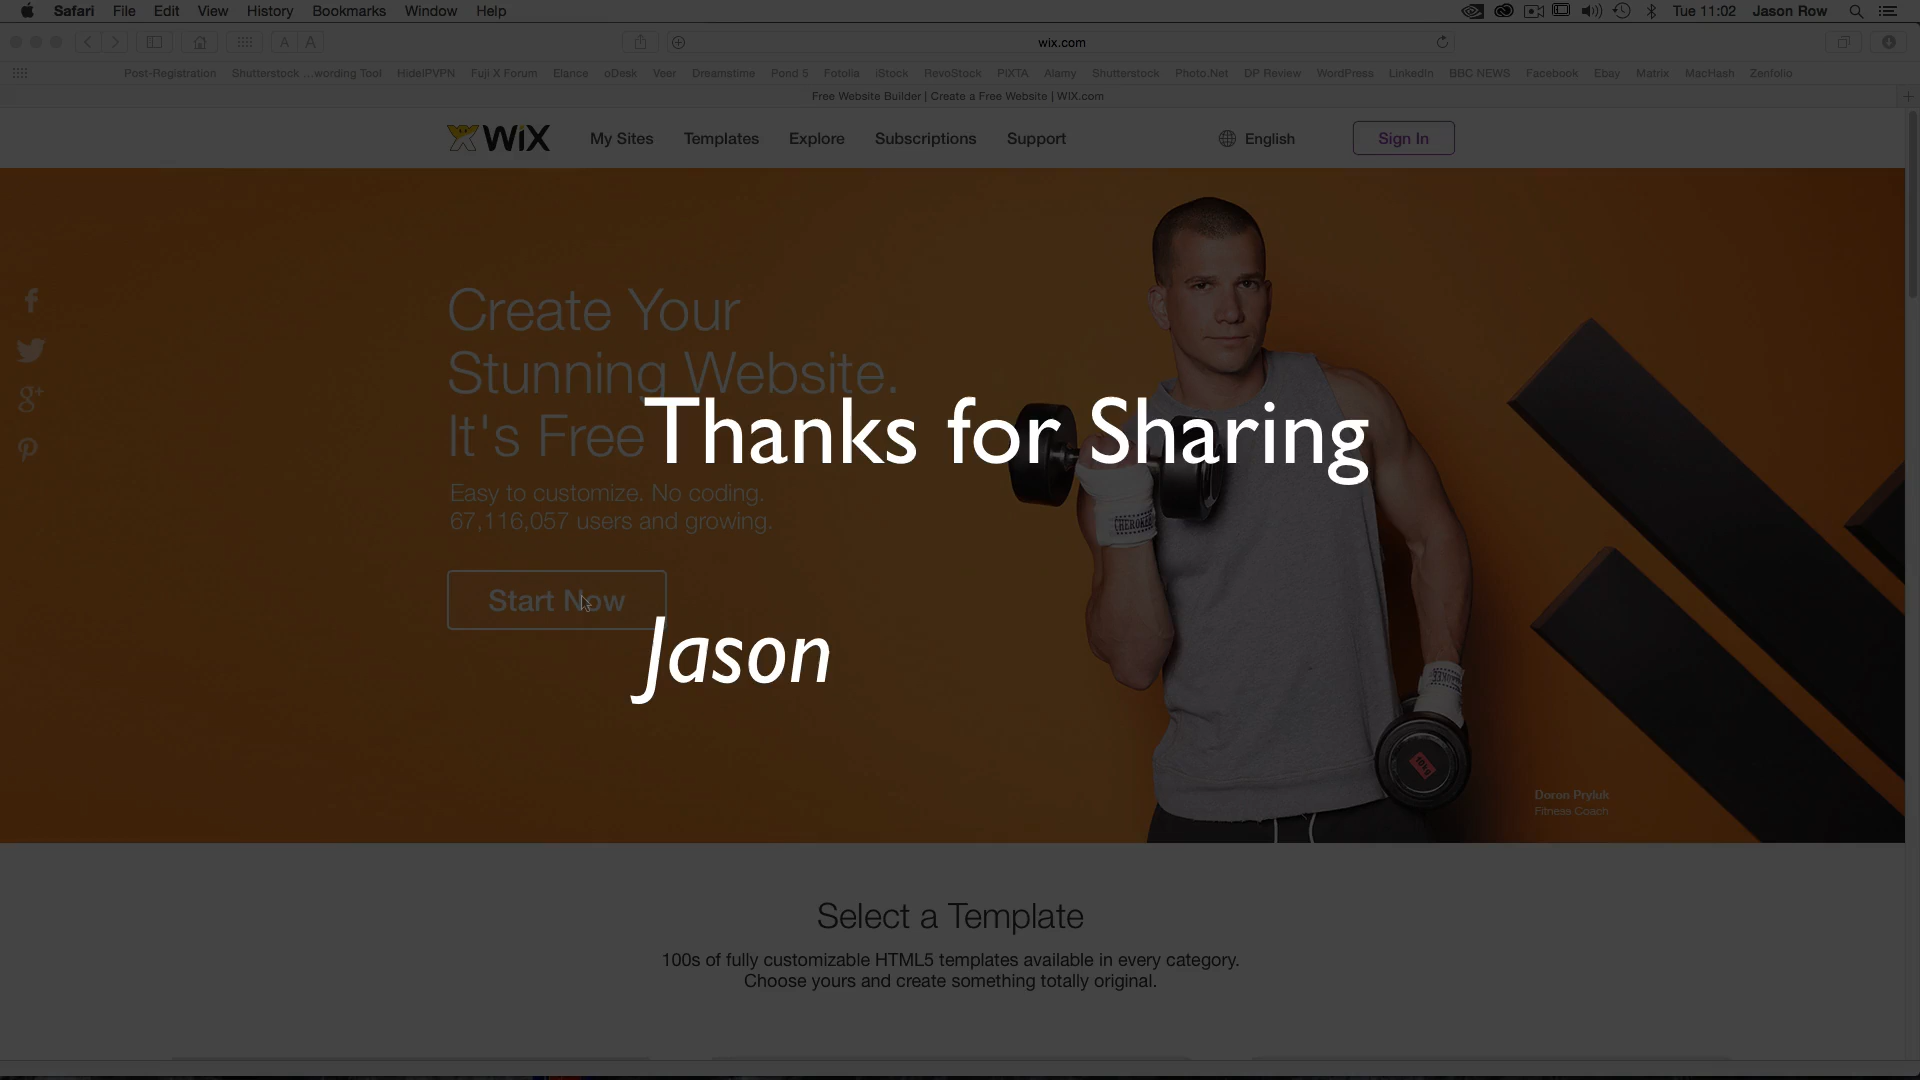 Safari File Edit View History Bookmarks Window Help Tue 11:02 Jason Row
A A wix.com
Post-Registration Shutterstock ...wording Tool HideIPVPN Fuji X Forum Elance oDesk Veer Dreamstime Pond 5 Fotolia iStock RevoStock PIXTA Alamy Shutterstock Photo.Net DP Review WordPress LinkedIn BBC NEWS Facebook Ebay Matrix MacHash Zenfolio
Free Website Builder | Create a Free Website | WIX.com
WiX My Sites Templates Explore Subscriptions Support English Sign In
Create Your
Stunning Website.
It's Free
Thanks for Sharing
Easy to customize. No coding.
67,116,057 users and growing.
CHEROKEE
Start Now
Jason
10KG
Doron Pryluk
Fitness Coach
Select a Template
100s of fully customizable HTML5 templates available in every category.
Choose yours and create something totally original.